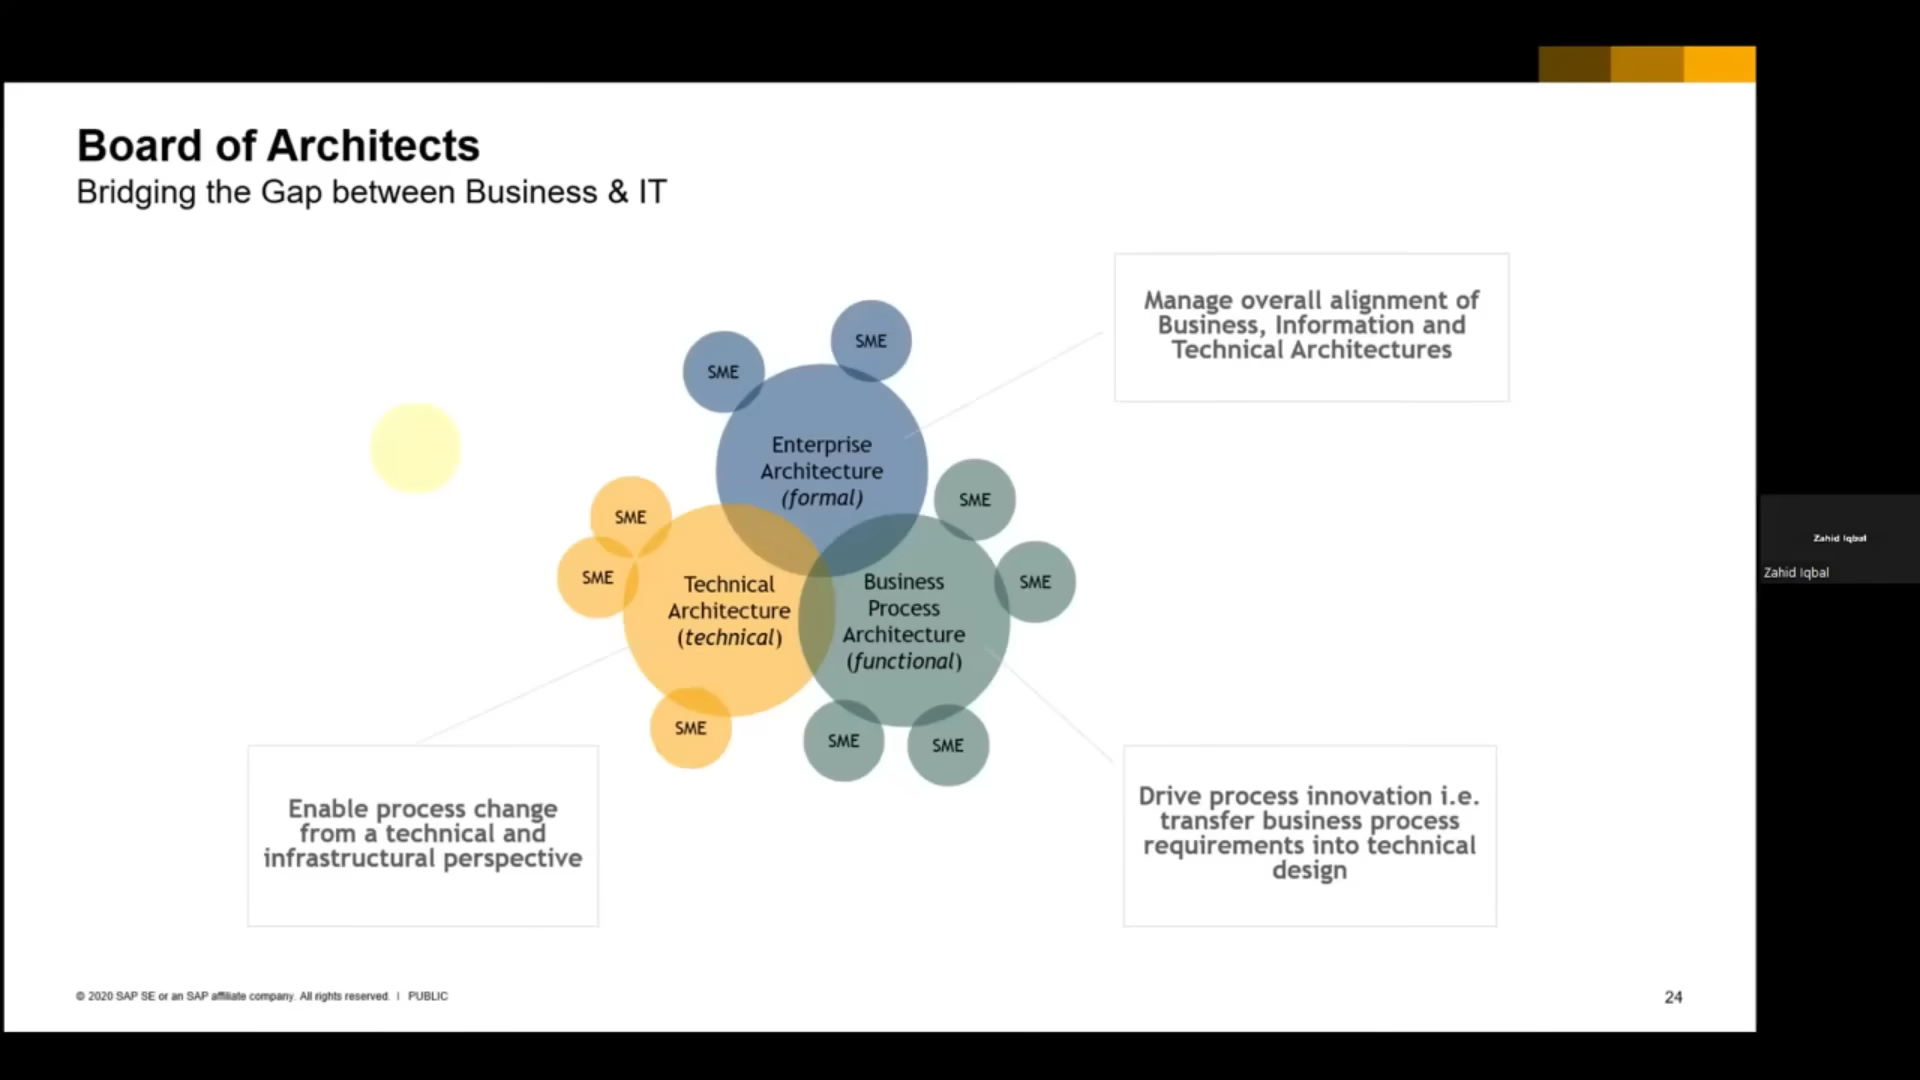 Board of Architects
Bridging the Gap between Business & IT
Manage overall alignment of
Business, Information and
Technical Architectures
SME
SME
Enterprise
Architecture
(formal)
SME
SME
SME
SME
Technical
Architecture
(technical)
Business
Process
Architecture
(functional)
SME
SME
SME
Enable process change
from a technical and
infrastructural perspective
Drive process innovation i.e.
transfer business process
requirements into technical
design
Zahid Iqbal
Zahid Iqbal
© 2020 SAP SE or an SAP affiliate company. All rights reserved. | PUBLIC
24